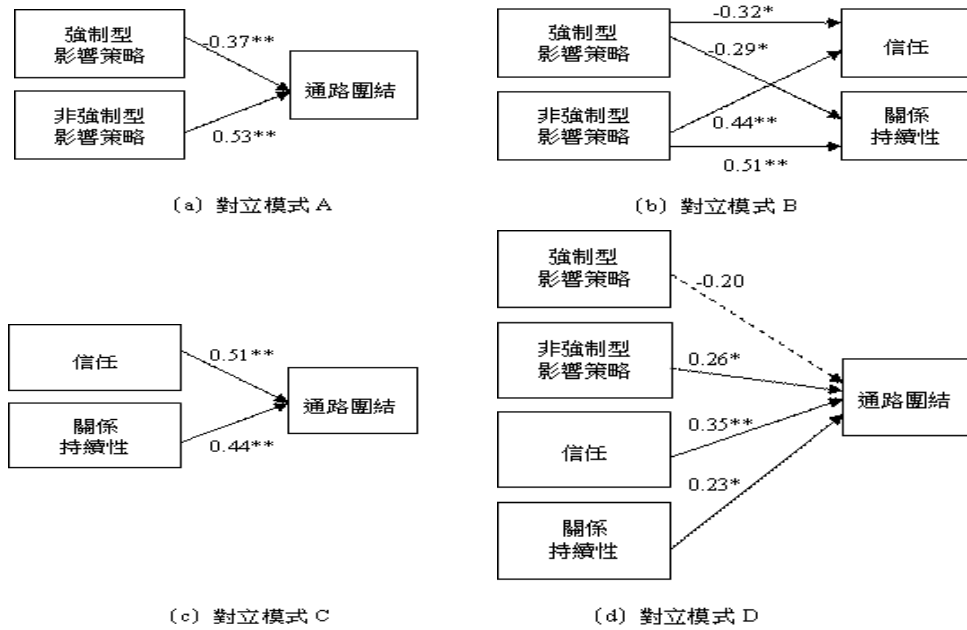 強制型
影響策略
-0.37**
通路團結
非強制型
影響策略
0.53**
(a) 對立模式 A
強制型
影響策略
-0.32*
信任
-0.29*
非強制型
影響策略
0.44**
關係
持續性
0.51**
(b) 對立模式 B
信任
0.51**
通路團結
關係
持續性
0.44**
(c) 對立模式 C
強制型
影響策略
-0.20
非強制型
影響策略
0.26*
通路團結
信任
0.35**
關係
持續性
0.23*
(d) 對立模式 D